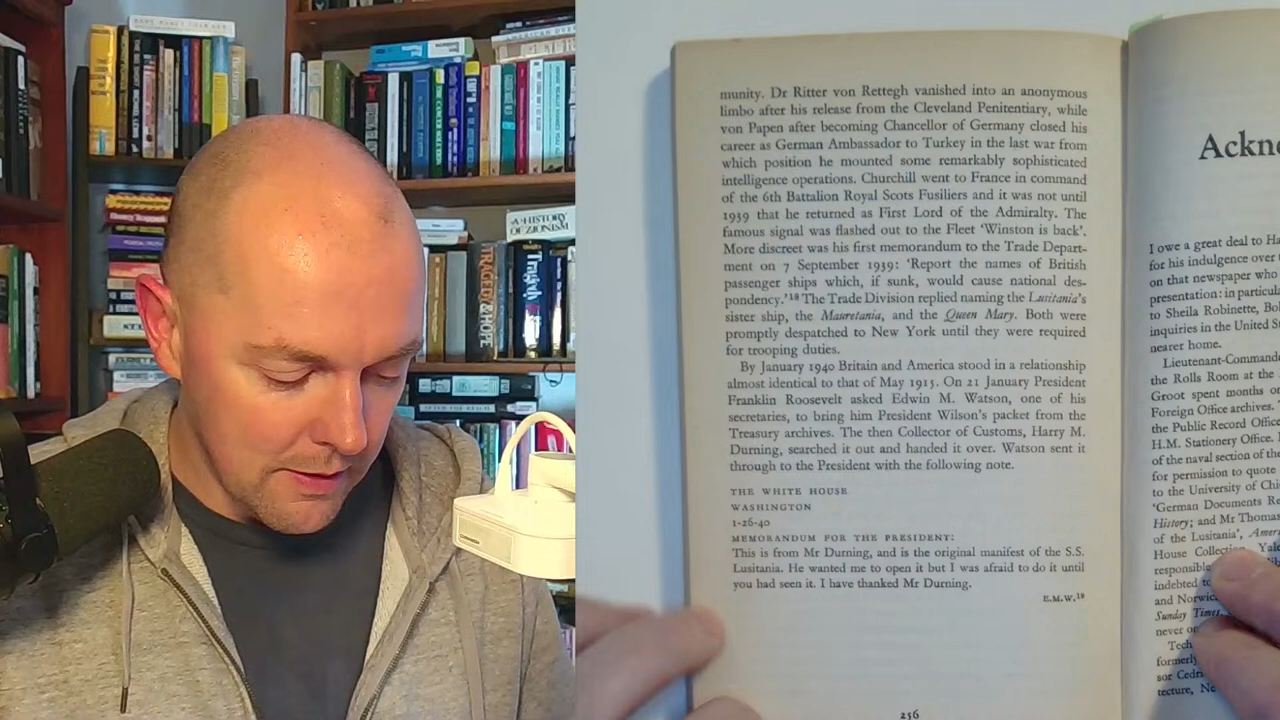 A HISTORY
OF ZIONISM
TRAGEDY & HOPE
Tragedy
munity. Dr Ritter von Rettegh vanished into an anonymous
limbo after his release from the Cleveland Penitentiary, while
von Papen after becoming Chancellor of Germany closed his
career as German Ambassador to Turkey in the last war from
which position he mounted some remarkably sophisticated
intelligence operations. Churchill went to France in command
of the 6th Battalion Royal Scots Fusiliers and it was not until
1939 that he returned as First Lord of the Admiralty. The
famous signal was flashed out to the Fleet 'Winston is back'.
More discreet was his first memorandum to the Trade Depart-
ment on 7 September 1939: 'Report the names of British
passenger ships which, if sunk, would cause national des-
pondency.'18 The Trade Division replied naming the Lusitania's
sister ship, the Mauretania, and the Queen Mary. Both were
promptly despatched to New York until they were required
for trooping duties.
By January 1940 Britain and America stood in a relationship
almost identical to that of May 1915. On 21 January President
Franklin Roosevelt asked Edwin M. Watson, one of his
secretaries, to bring him President Wilson's packet from the
Treasury archives. The then Collector of Customs, Harry M.
Durning, searched it out and handed it over. Watson sent it
through to the President with the following note.
THE WHITE HOUSE
WASHINGTON
1-26-40
MEMORANDUM FOR THE PRESIDENT:
This is from Mr Durning, and is the original manifest of the S.S.
Lusitania. He wanted me to open it but I was afraid to do it until
you had seen it. I have thanked Mr Durning.
E.M.W.19
256
Ackn
I owe a great deal to
for his indulgence over
on that newspaper who
presentation: in particula
to Sheila Robinette,
inquiries in the United S
nearer home.
Lieutenant-Command
the Rolls Room at the
Groot spent months o
Foreign Office archives.
the Public Record Office
H.M. Stationery Office.
of the naval section of the
for permission to quote
to the University of Chi
'German Documents Re
History; and Mr Thomas
of the Lusitania', Amer
House Collection, Yale
responsible
indebted to
and Norwic
Sunday Times,
never on
Tech
formerly
sor Cedri
tecture, Ne